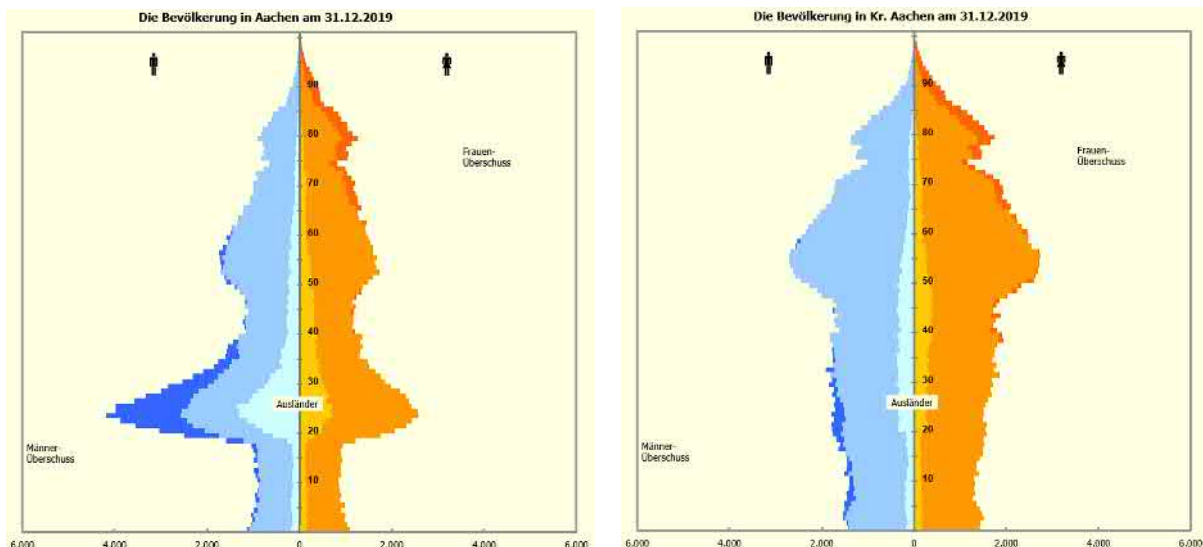 Die Bevölkerung in Aachen am 31.12.2019
90
80
Frauen-
Überschuss
70
60
50
40
30
Ausländer
20
Männer-
Überschuss
10
6.000 4.000 2.000 0 2.000 4.000 6.000
Die Bevölkerung in Kr. Aachen am 31.12.2019
90
80
Frauen-
Überschuss
70
60
50
40
30
Ausländer
20
Männer-
Überschuss
10
6.000 4.000 2.000 0 2.000 4.000 6.000